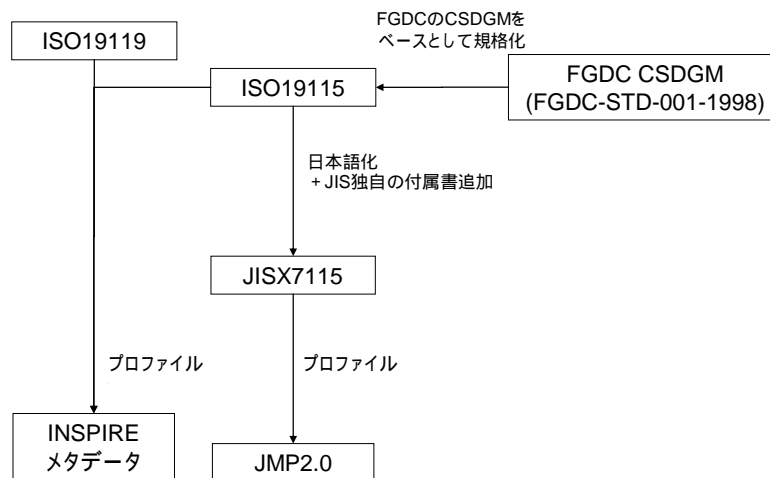 FGDCのCSDGMを
ベースとして規格化
ISO19119
FGDC CSDGM
(FGDC-STD-001-1998)
ISO19115
日本語化
+ JIS独自の付属書追加
JISX7115
プロファイル
プロファイル
INSPIRE
メタデータ
JMP2.0